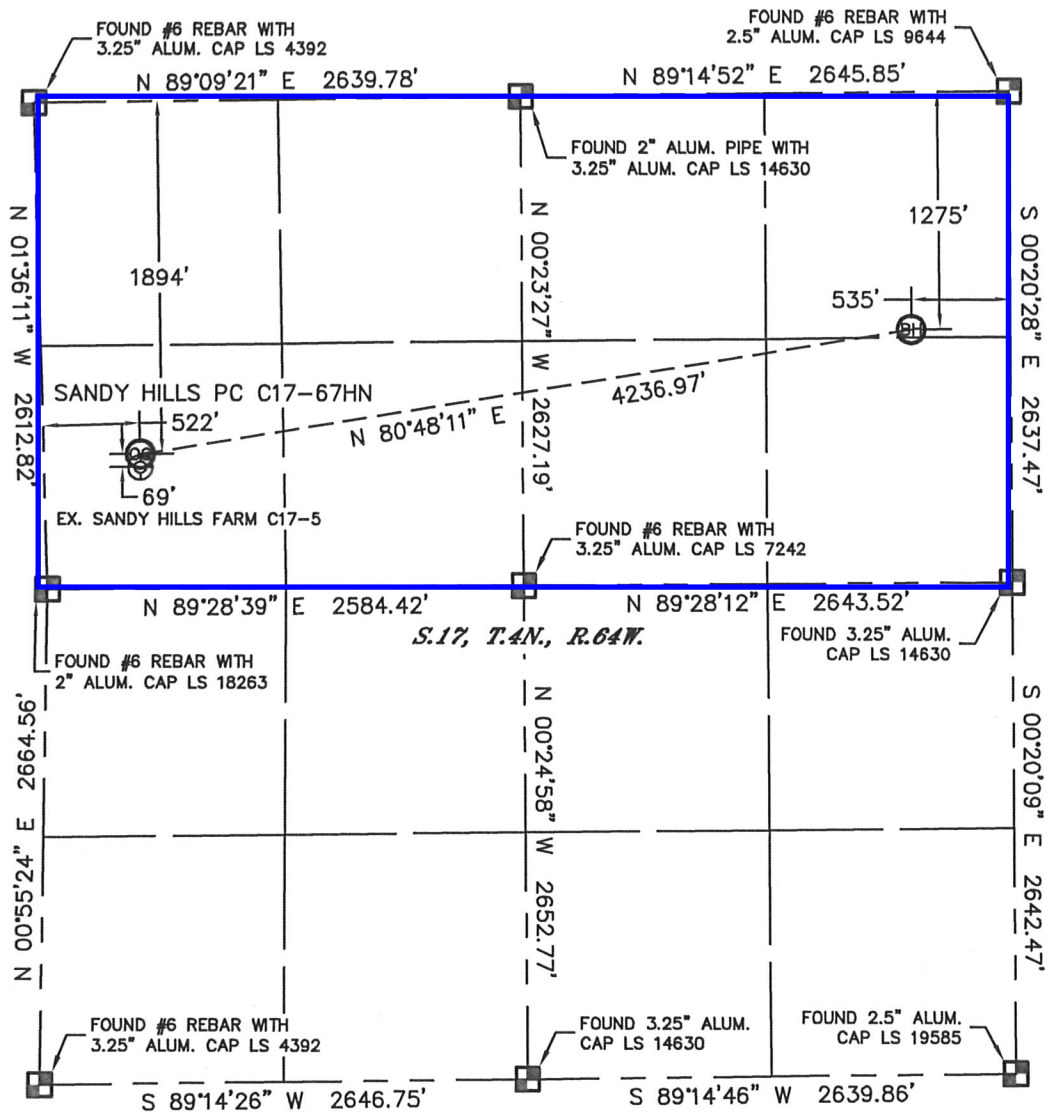 FOUND #6 REBAR WITH
3.25" ALUM. CAP LS 4392
FOUND #6 REBAR WITH
2.5" ALUM. CAP LS 9644
N 89°09'21" E 2639.78'
N 89°14'52" E 2645.85'
FOUND 2" ALUM. PIPE WITH
3.25" ALUM. CAP LS 14630
N 01°36'11" W 2612.82'
1894'
N 00°23'27" W 2627.19'
1275'
535'
S 00°20'28" E 2637.47'
BH
SANDY HILLS PC C17-67HN
522'
N 80°48'11" E 4236.97'
69'
EX. SANDY HILLS FARM C17-5
FOUND #6 REBAR WITH
3.25" ALUM. CAP LS 7242
N 89°28'39" E 2584.42'
N 89°28'12" E 2643.52'
S.17, T.4N., R.64W.
FOUND 3.25" ALUM.
CAP LS 14630
FOUND #6 REBAR WITH
2" ALUM. CAP LS 18263
N 00°55'24" E 2664.56'
N 00°24'58" W 2652.77'
S 00°20'09" E 2642.47'
FOUND #6 REBAR WITH
3.25" ALUM. CAP LS 4392
FOUND 3.25" ALUM.
CAP LS 14630
FOUND 2.5" ALUM.
CAP LS 19585
S 89°14'26" W 2646.75'
S 89°14'46" W 2639.86'